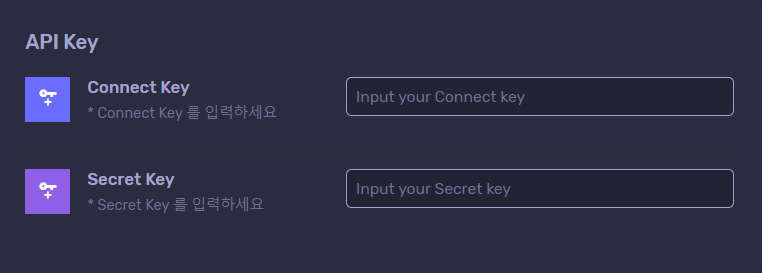 API Key
Connect Key
* Connect Key 를 입력하세요
Input your Connect key
Secret Key
* Secret Key 를 입력하세요
Input your Secret key